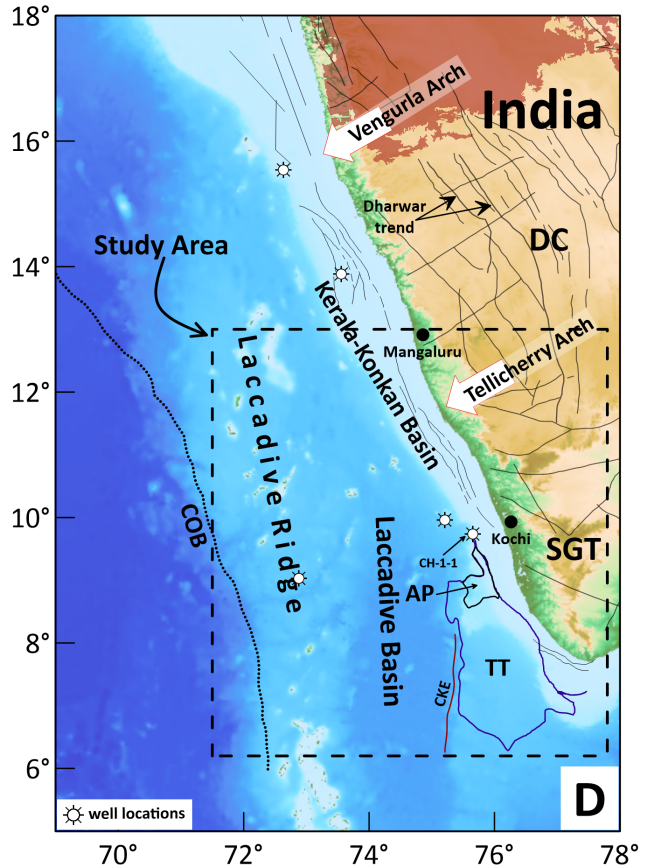 18°
16°
14°
12°
10°
8°
6°
India
Vengurla Arch
Dharwar
trend
DC
Study Area
Kerala-Konkan Basin
Mangaluru
Tellicherry Arch
Laccadive Ridge
COB
Laccadive Basin
Kochi
CH-1-1
SGT
AP
TT
CKE
D
well locations
70°
72°
74°
76°
78°